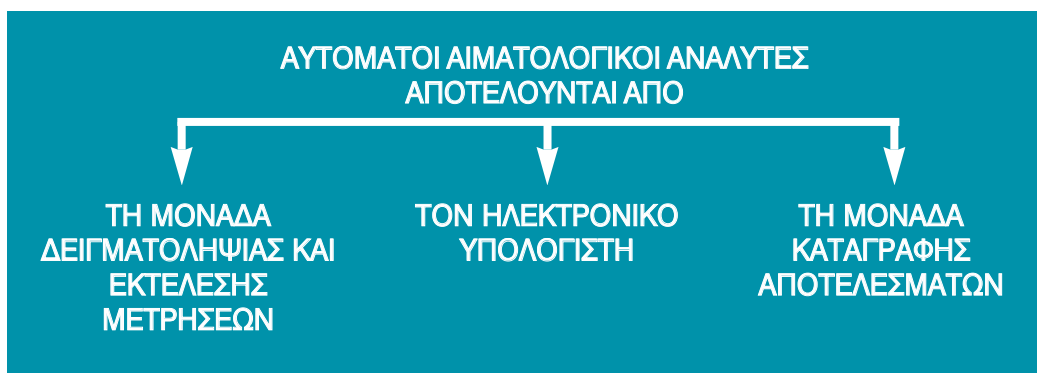 ΑΥΤΟΜΑΤΟΙ ΑΙΜΑΤΟΛΟΓΙΚΟΙ ΑΝΑΛΥΤΕΣ
ΑΠΟΤΕΛΟΥΝΤΑΙ ΑΠΟ
ΤΗ ΜΟΝΑΔΑ
ΔΕΙΓΜΑΤΟΛΗΨΙΑΣ ΚΑΙ
ΕΚΤΕΛΕΣΗΣ
ΜΕΤΡΗΣΕΩΝ
ΤΟΝ ΗΛΕΚΤΡΟΝΙΚΟ
ΥΠΟΛΟΓΙΣΤΗ
ΤΗ ΜΟΝΑΔΑ
ΚΑΤΑΓΡΑΦΗΣ
ΑΠΟΤΕΛΕΣΜΑΤΩΝ